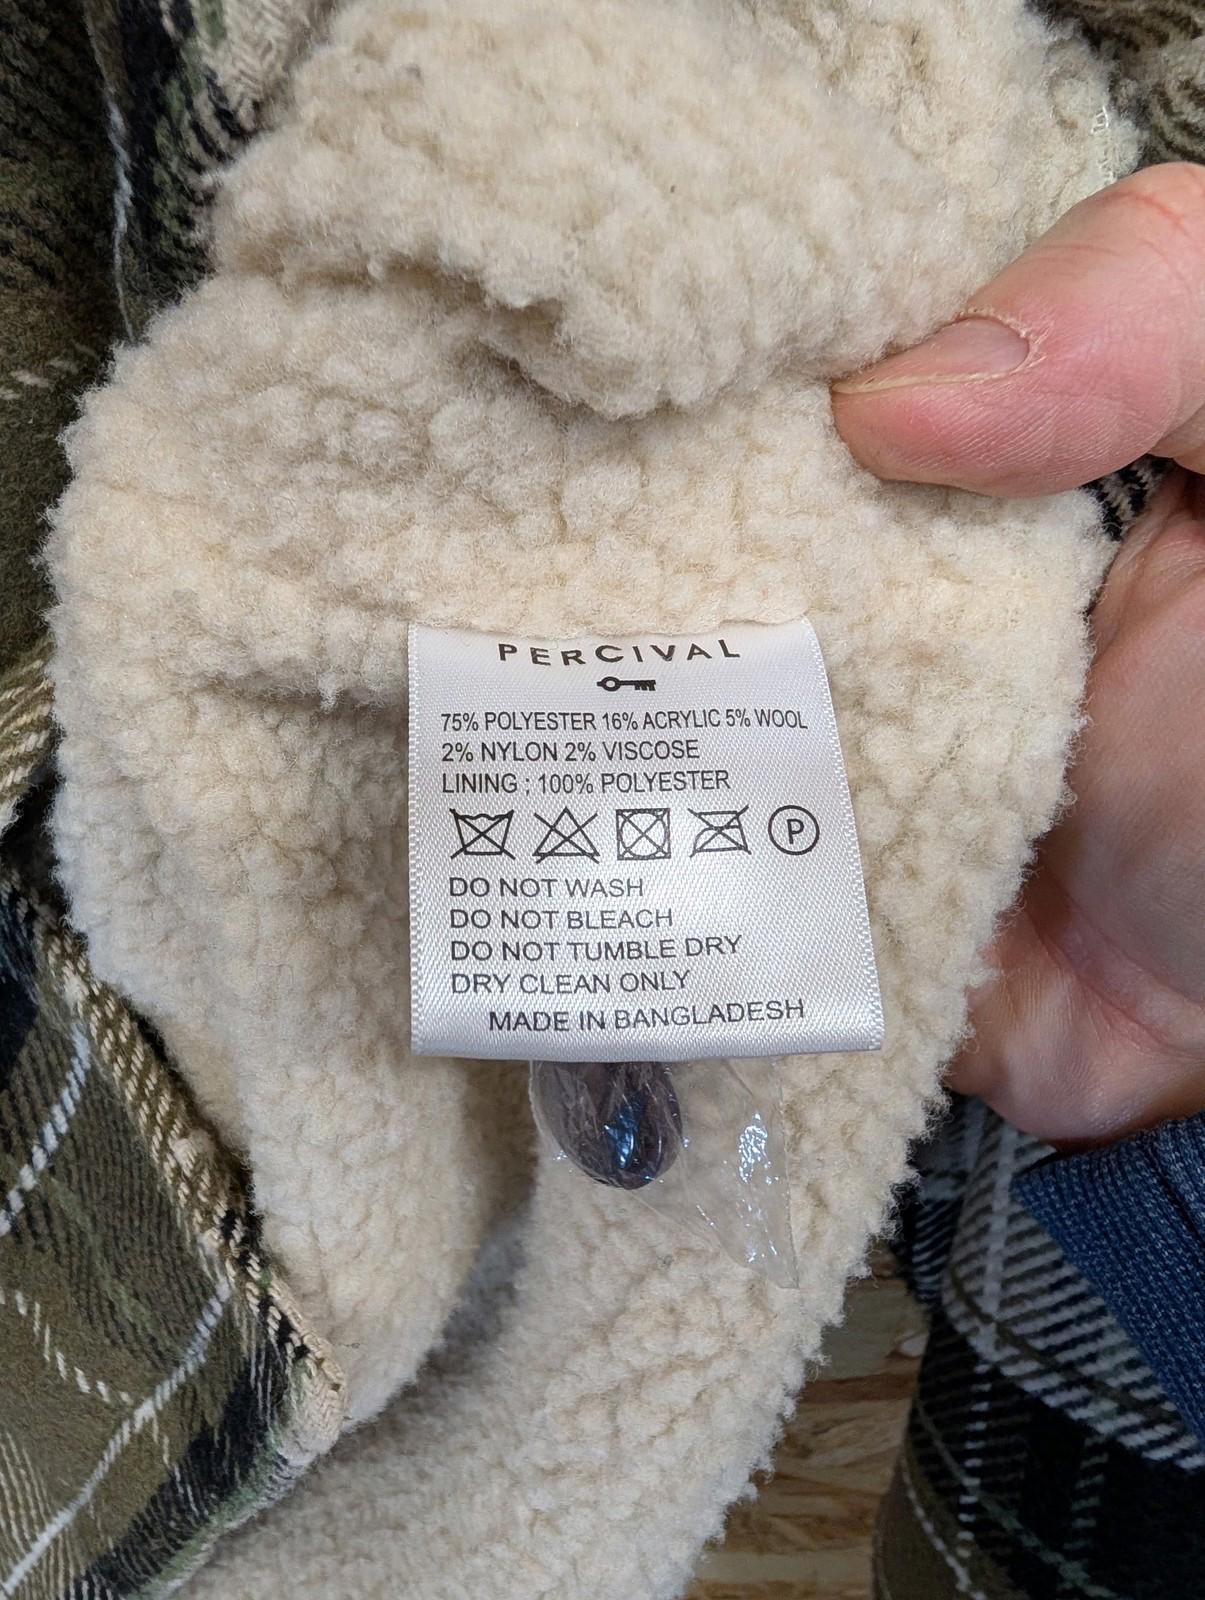 PERCIVAL
75% POLYESTER 16% ACRYLIC 5% WOOL
2% NYLON 2% VISCOSE
LINING ; 100% POLYESTER
P
DO NOT WASH
DO NOT BLEACH
DO NOT TUMBLE DRY
DRY CLEAN ONLY
MADE IN BANGLADESH